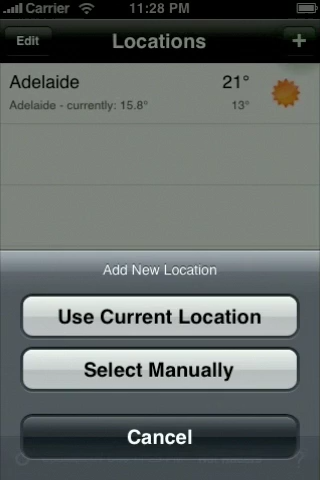 Carrier 11:28 PM
Edit Locations +
Adelaide 21°
Adelaide - currently: 15.8° 13°
Add New Location
Use Current Location
Select Manually
Cancel